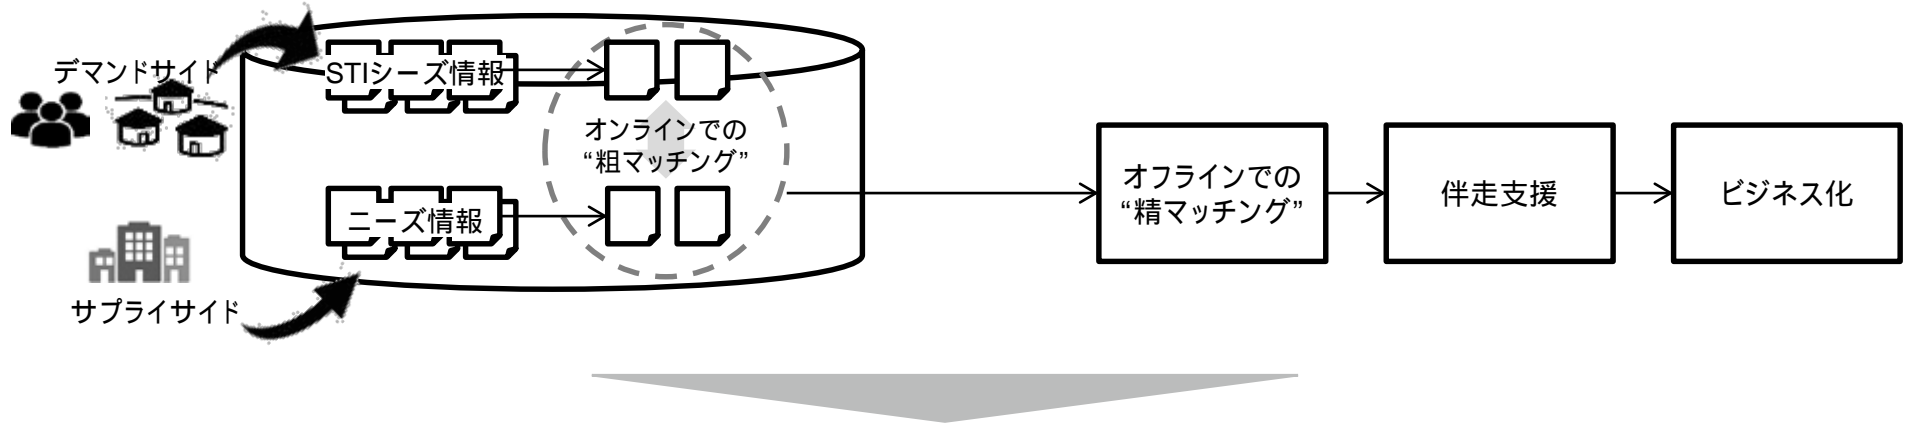 デマンドサイド
STIシーズ情報
オンラインでの
“粗マッチング”
ニーズ情報
サプライサイド
オフラインでの
“精マッチング”
伴走支援
ビジネス化